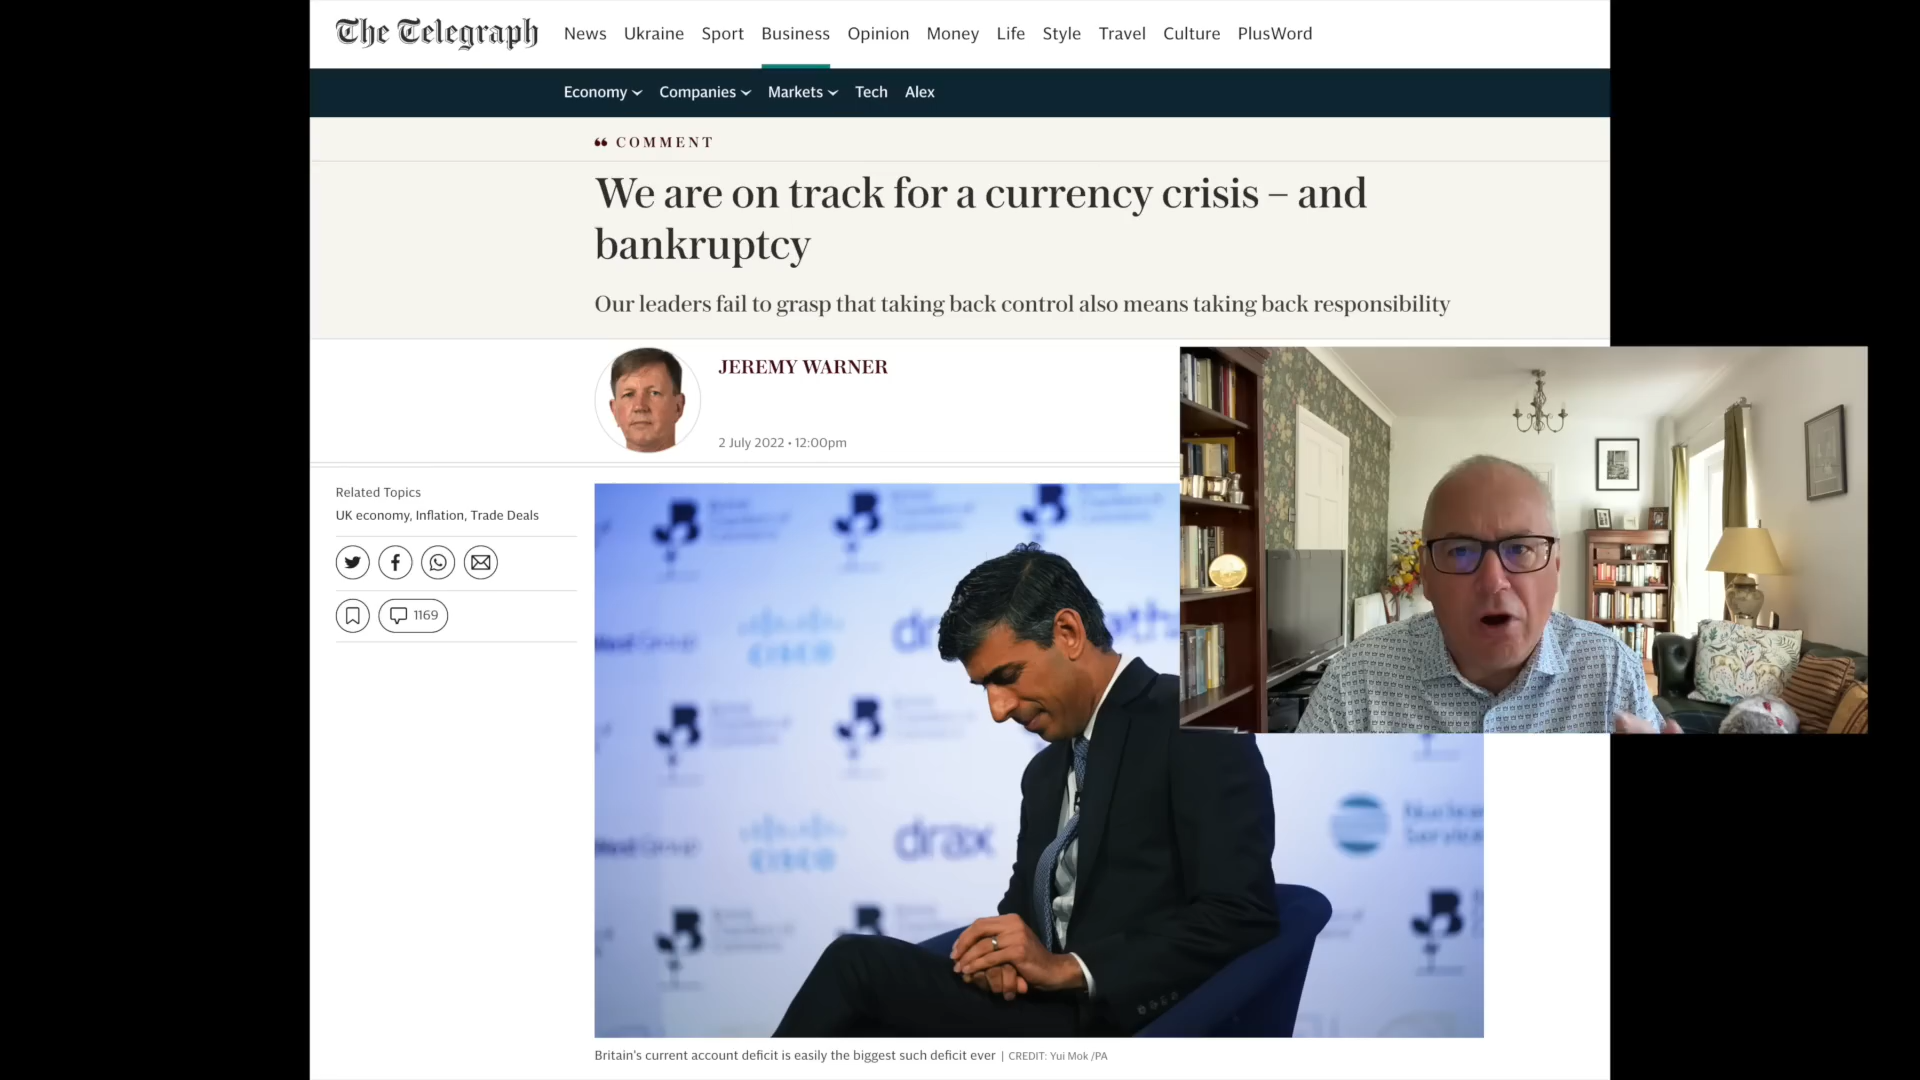 The Telegraph
News Ukraine Sport Business Opinion Money Life Style Travel Culture PlusWord
Economy Companies Markets Tech Alex
COMMENT
We are on track for a currency crisis – and
bankruptcy
Our leaders fail to grasp that taking back control also means taking back responsibility
JEREMY WARNER
2 July 2022 • 12:00pm
Related Topics
UK economy, Inflation, Trade Deals
1169
CISCO
drax
CISCO
Britain's current account deficit is easily the biggest such deficit ever | CREDIT: Yui Mok /PA